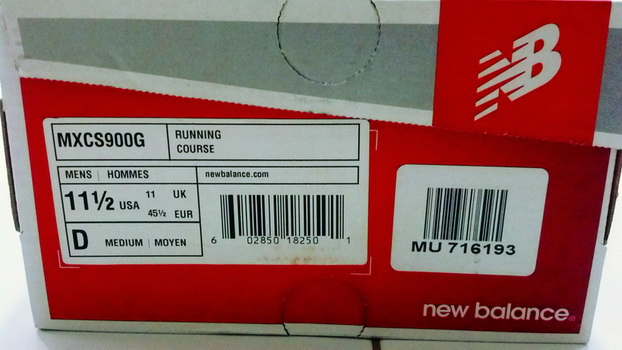 NB
MXCS900G
RUNNING
COURSE
MENS | HOMMES
newbalance.com
11½ USA 11 UK
45½ EUR
D MEDIUM | MOYEN
6 02850 18250 1
MU 716193
new balance